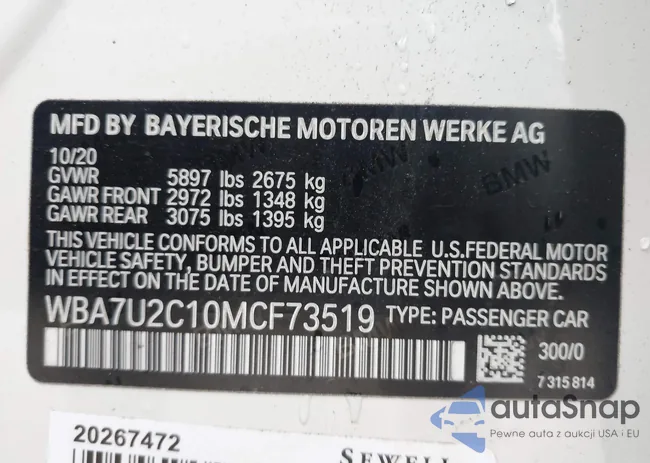 MFD BY BAYERISCHE MOTOREN WERKE AG
10/20
GVWR 5897 lbs 2675 kg
GAWR FRONT 2972 lbs 1348 kg
GAWR REAR 3075 lbs 1395 kg
THIS VEHICLE CONFORMS TO ALL APPLICABLE U.S.FEDERAL MOTOR
VEHICLE SAFETY, BUMPER AND THEFT PREVENTION STANDARDS
IN EFFECT ON THE DATE OF MANUFACTURE SHOWN ABOVE.
WBA7U2C10MCF73519 TYPE: PASSENGER CAR
300/0
7315814
BMW
autoSnap
Pewne auta z aukcji USA i EU
20267472
SEWELL